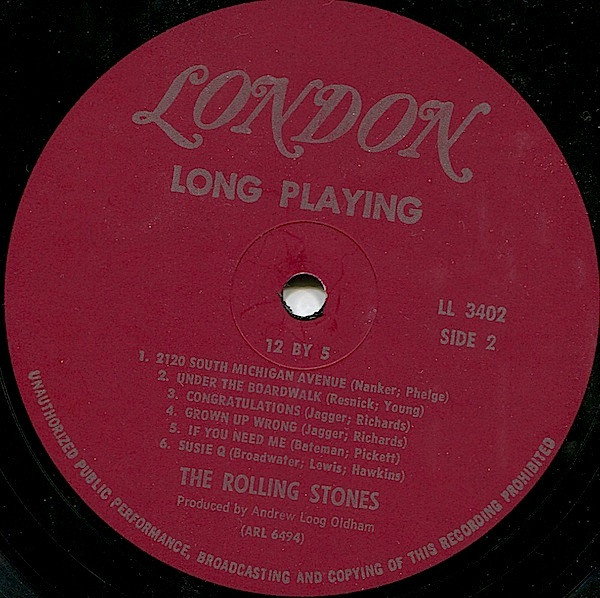 LONDON
LONG PLAYING
LL 3402
SIDE 2
12 BY 5
1. 2120 SOUTH MICHIGAN AVENUE (Nanker; Phelge)
2. UNDER THE BOARDWALK (Resnick; Young)
3. CONGRATULATIONS (Jagger; Richards)
4. GROWN UP WRONG (Jagger; Richards)
5. IF YOU NEED ME (Bateman; Pickett)
6. SUSIE Q (Broadwater; Lewis; Hawkins)
THE ROLLING STONES
Produced by Andrew Loog Oldham
(ARL 6494)
UNAUTHORIZED PUBLIC PERFORMANCE, BROADCASTING AND COPYING OF THIS RECORDING PROHIBITED